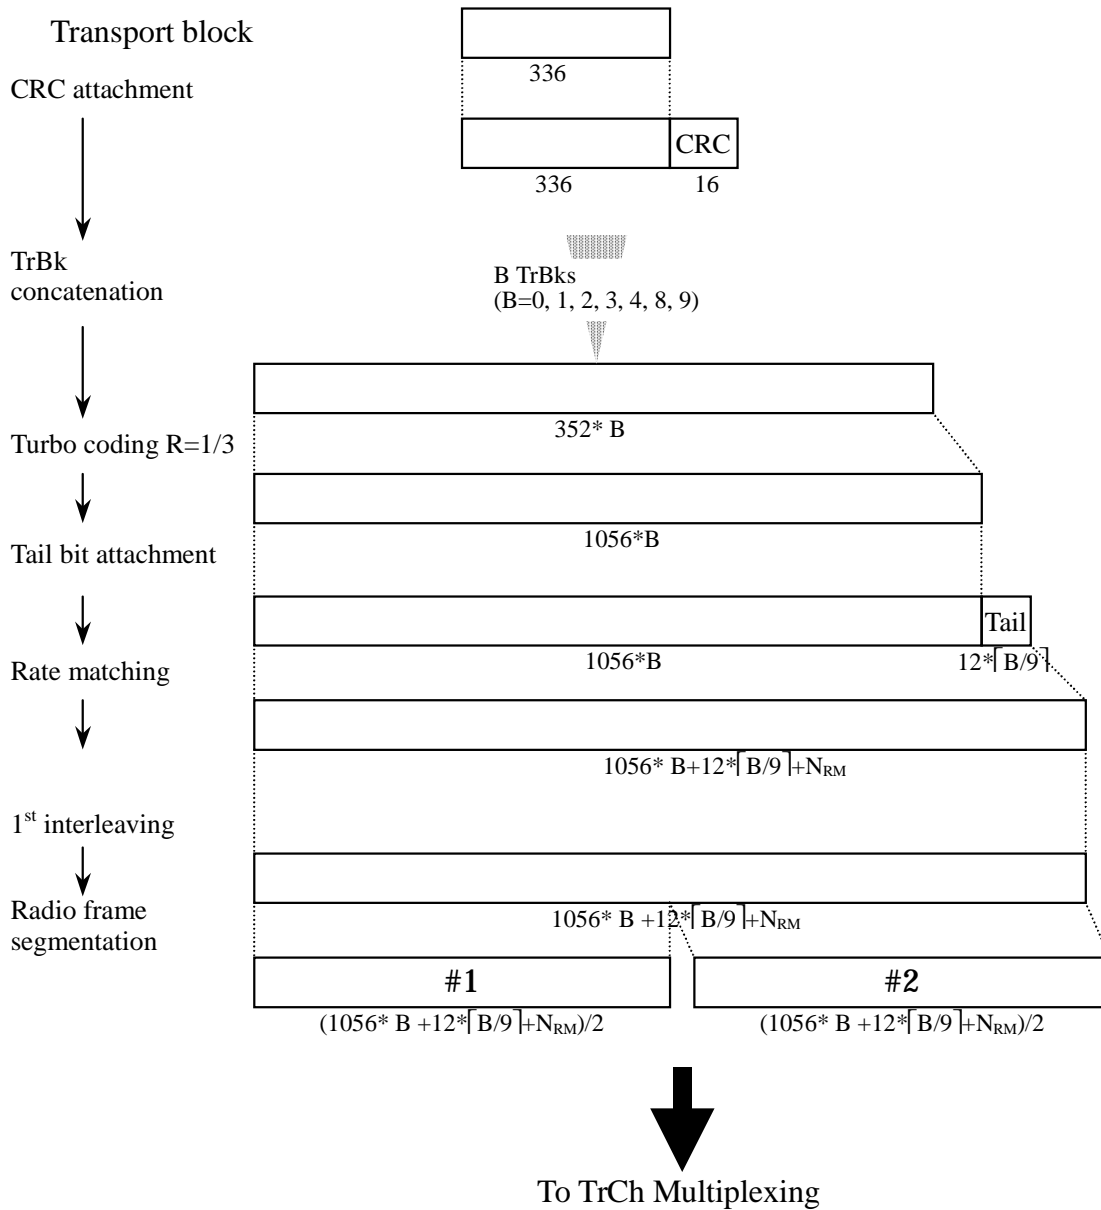 Transport block
336
CRC attachment
CRC
336 16
TrBk
concatenation
B TrBks
(B=0, 1, 2, 3, 4, 8, 9)
352* B
Turbo coding R=1/3
1056*B
Tail bit attachment
Tail
1056*B 12*⌈B/9⌉
Rate matching
1056* B+12*⌈B/9⌉+N_RM
1st interleaving
1056* B +12*⌈B/9⌉+N_RM
Radio frame
segmentation
#1 #2
(1056* B +12*⌈B/9⌉+N_RM)/2 (1056* B +12*⌈B/9⌉+N_RM)/2
To TrCh Multiplexing